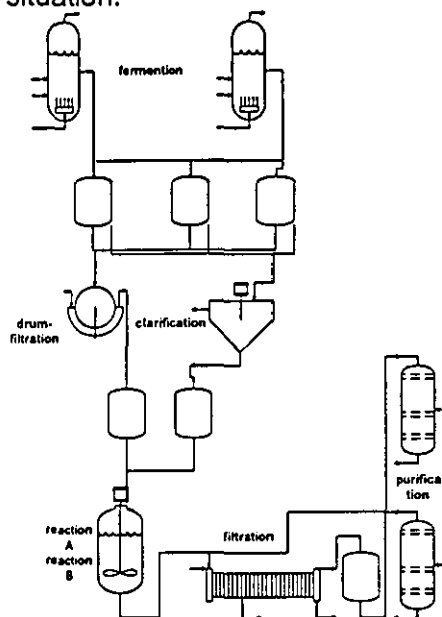 situation.
fermention
drum-
filtration
clarification
reaction
A
reaction
B
filtration
purifica
tion